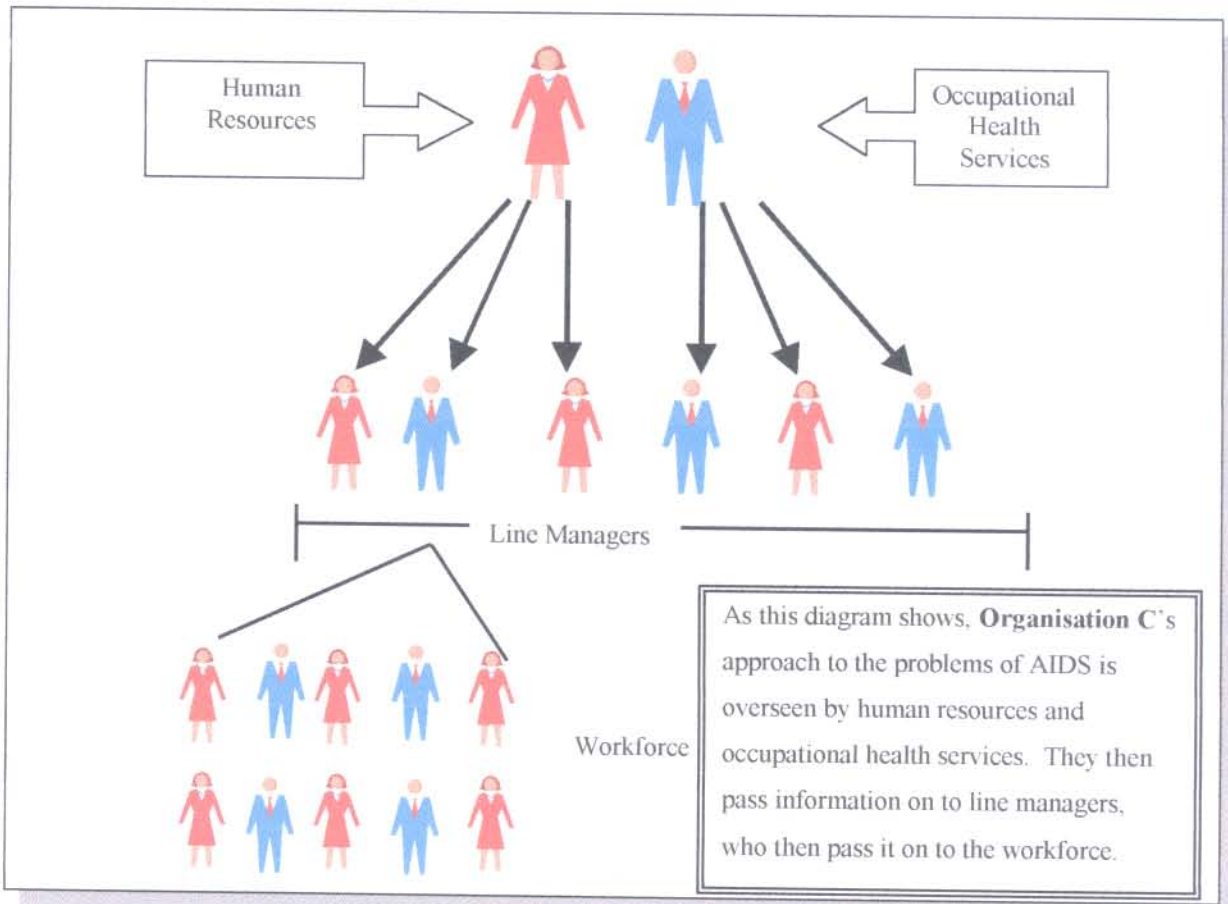 Human
Resources
Occupational
Health
Services
Line Managers
Workforce
As this diagram shows, Organisation C's
approach to the problems of AIDS is
overseen by human resources and
occupational health services. They then
pass information on to line managers,
who then pass it on to the workforce.